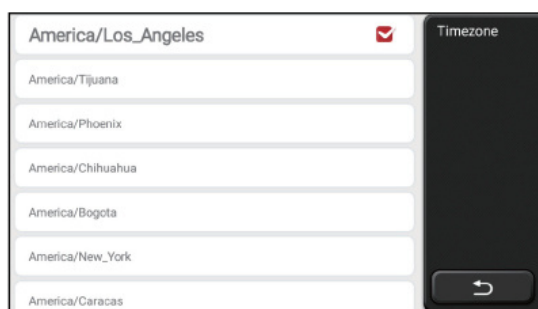 America/Los_Angeles
Timezone
America/Tijuana
America/Phoenix
America/Chihuahua
America/Bogota
America/New_York
America/Caracas